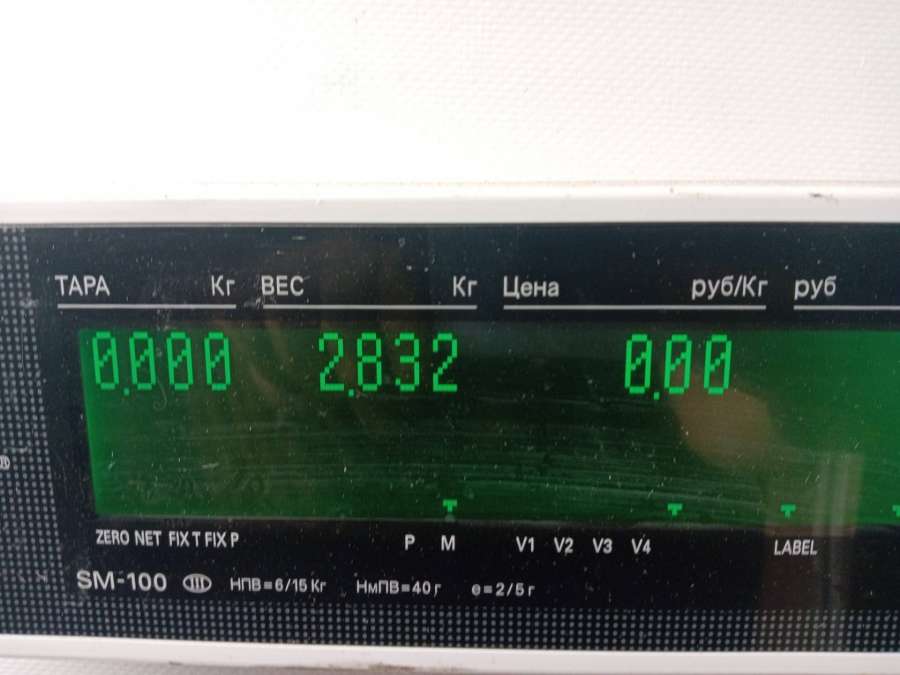 ТАРА Кг ВЕС Кг Цена руб/Кг руб
0.000 2.832 0.00
ZERO NET FIX T FIX P P M V1 V2 V3 V4 LABEL
SM-100 НПВ=6/15 Кг НмПВ=40 г e=2/5 г